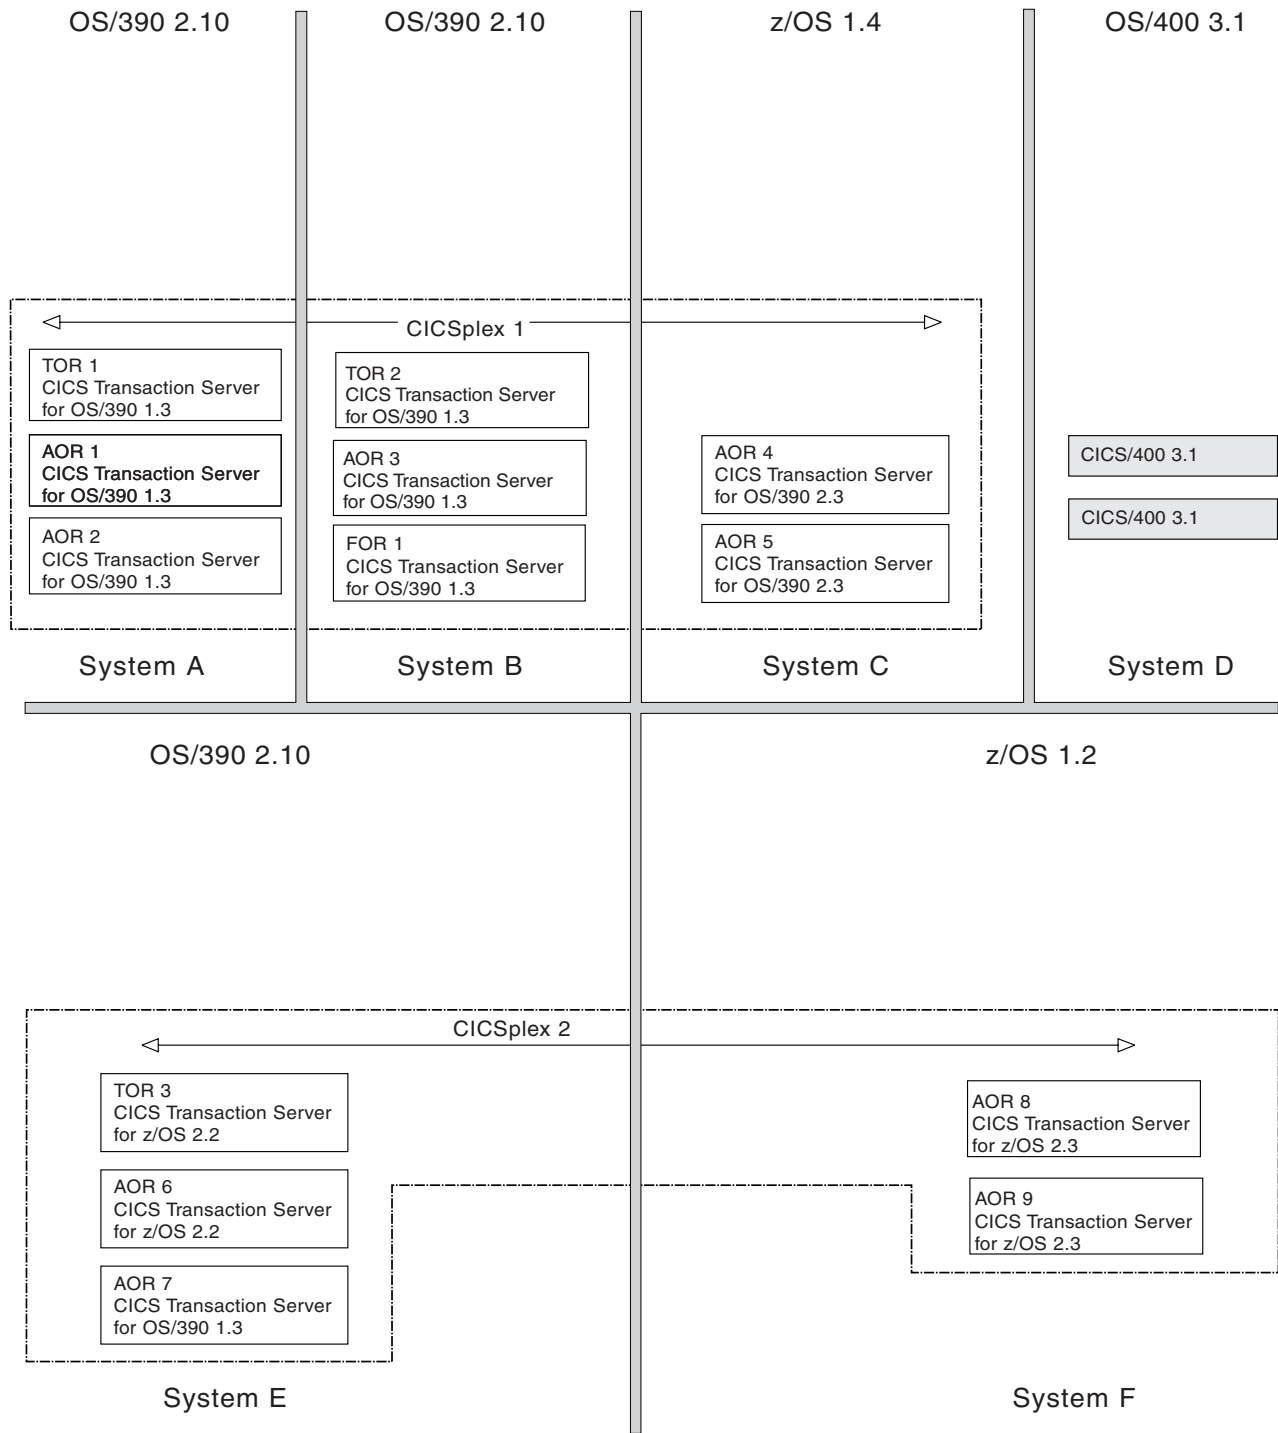 OS/390 2.10
OS/390 2.10
z/OS 1.4
OS/400 3.1
CICSplex 1
TOR 1
CICS Transaction Server
for OS/390 1.3
AOR 1
CICS Transaction Server
for OS/390 1.3
AOR 2
CICS Transaction Server
for OS/390 1.3
TOR 2
CICS Transaction Server
for OS/390 1.3
AOR 3
CICS Transaction Server
for OS/390 1.3
FOR 1
CICS Transaction Server
for OS/390 1.3
AOR 4
CICS Transaction Server
for OS/390 2.3
AOR 5
CICS Transaction Server
for OS/390 2.3
CICS/400 3.1
CICS/400 3.1
System A
System B
System C
System D
OS/390 2.10
z/OS 1.2
CICSplex 2
TOR 3
CICS Transaction Server
for z/OS 2.2
AOR 6
CICS Transaction Server
for z/OS 2.2
AOR 7
CICS Transaction Server
for OS/390 1.3
AOR 8
CICS Transaction Server
for z/OS 2.3
AOR 9
CICS Transaction Server
for z/OS 2.3
System E
System F